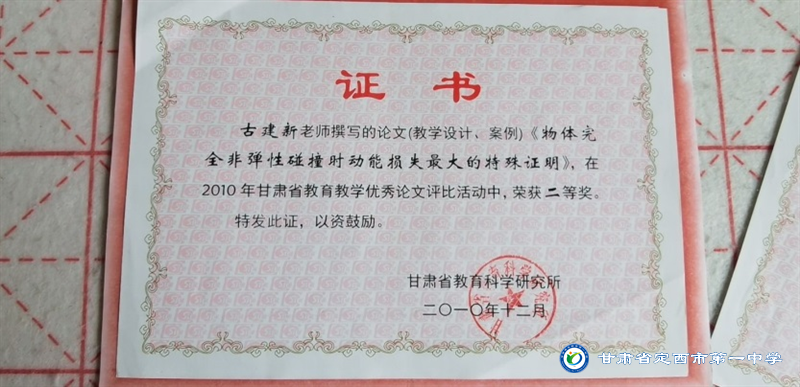 证书
古建新老师撰写的论文(教学设计、案例)《物体完
全非弹性碰撞时动能损失最大的特殊证明》，在
2010年甘肃省教育教学优秀论文评比活动中，荣获二等奖。
特发此证，以资鼓励。
甘肃省教育科学研究所
二〇一〇年十二月
甘肃省定西市第一中学